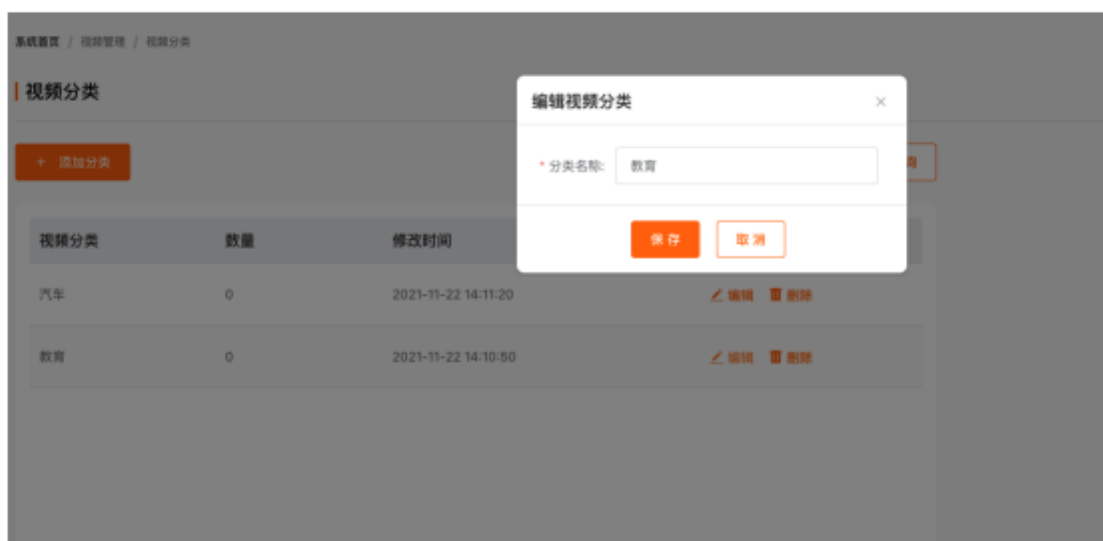 系统首页 / 视频管理 / 视频分类
视频分类
编辑视频分类
+ 添加分类
* 分类名称: 教育
保存 取消
视频分类 数量 修改时间
汽车 0 2021-11-22 14:11:20 编辑 删除
教育 0 2021-11-22 14:10:50 编辑 删除